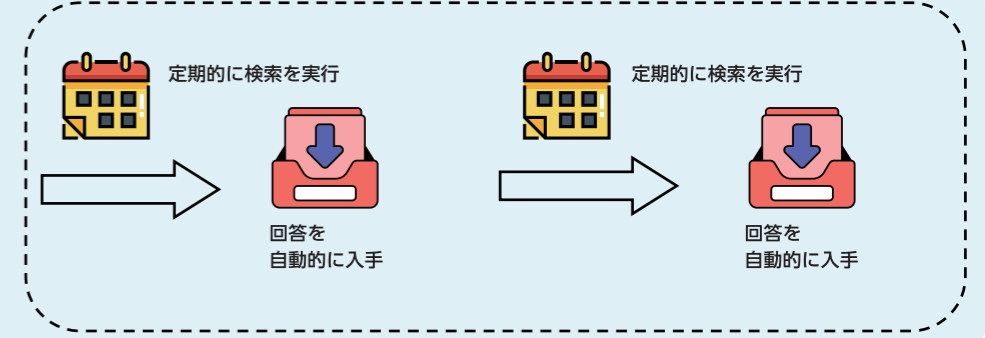 定期的に検索を実行
回答を
自動的に入手
定期的に検索を実行
回答を
自動的に入手